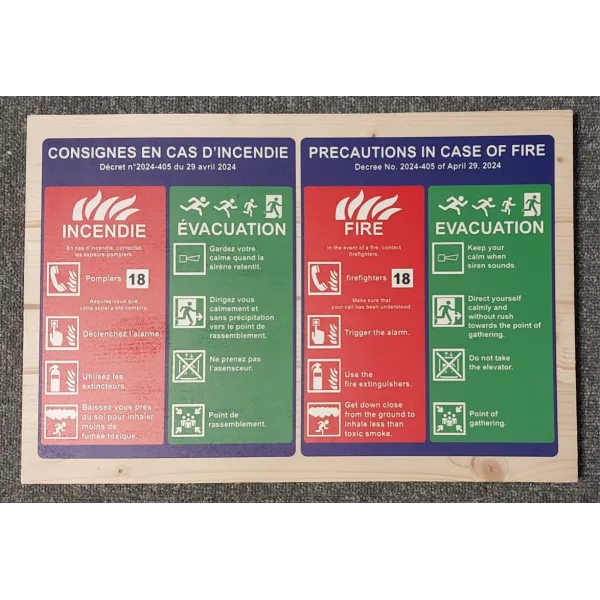 CONSIGNES EN CAS D'INCENDIE
Décret n°2024-405 du 29 avril 2024
INCENDIE
En cas d'incendie, contactez
les sapeurs-pompiers.
Pompiers 18
Assurez-vous que
votre appel a été compris.
Déclenchez l'alarme.
Utilisez les
extincteurs.
Baissez-vous près
du sol pour inhaler
moins de
fumée toxique.
ÉVACUATION
Gardez votre
calme quand la
sirène retentit.
Dirigez vous
calmement et
sans précipitation
vers le point de
rassemblement.
Ne prenez pas
l'asensceur.
Point de
rassemblement.
PRECAUTIONS IN CASE OF FIRE
Decree No. 2024-405 of April 29, 2024
FIRE
In the event of a fire, contact
firefighters.
firefighters 18
Make sure that
your call has been understood.
Trigger the alarm.
Use the
fire extinguishers.
Get down close
from the ground to
inhale less than
toxic smoke.
EVACUATION
Keep your
calm when
siren sounds.
Direct yourself
calmly and
without rush
towards the point of
gathering.
Do not take
the elevator.
Point of
gathering.